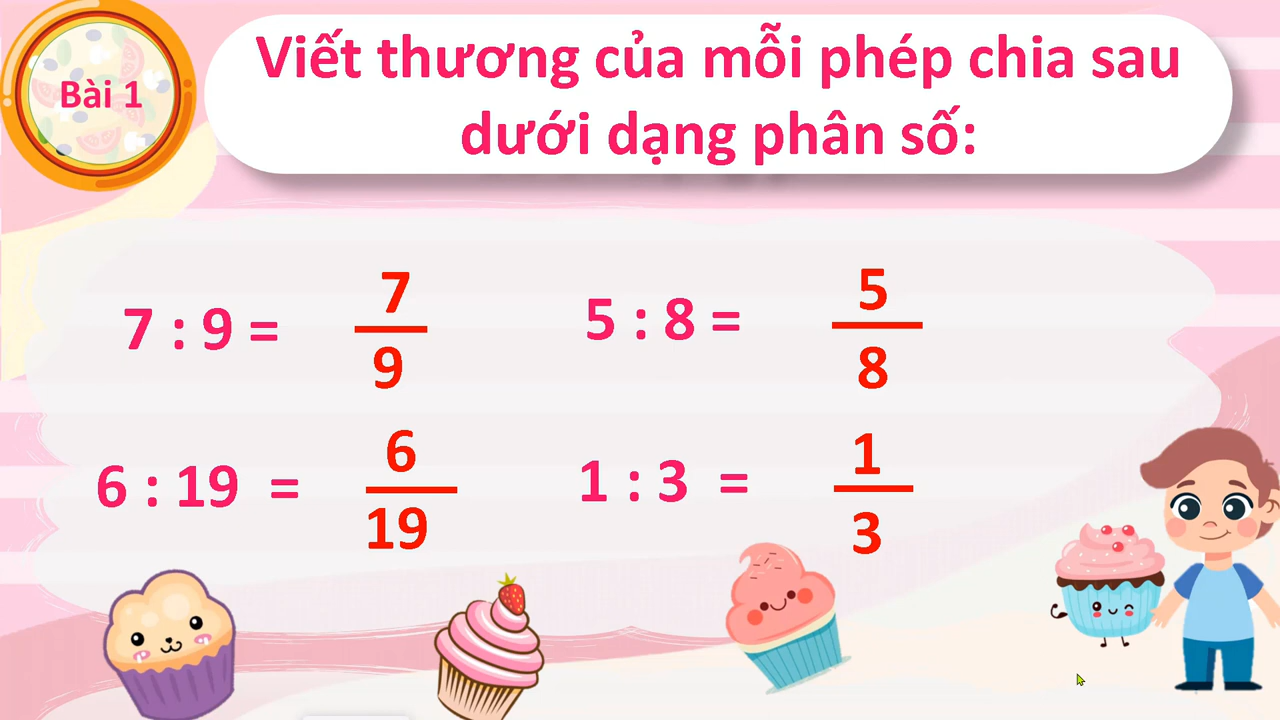 Bài 1
Viết thương của mỗi phép chia sau
dưới dạng phân số:
7 : 9 = 7/9
5 : 8 = 5/8
6 : 19 = 6/19
1 : 3 = 1/3